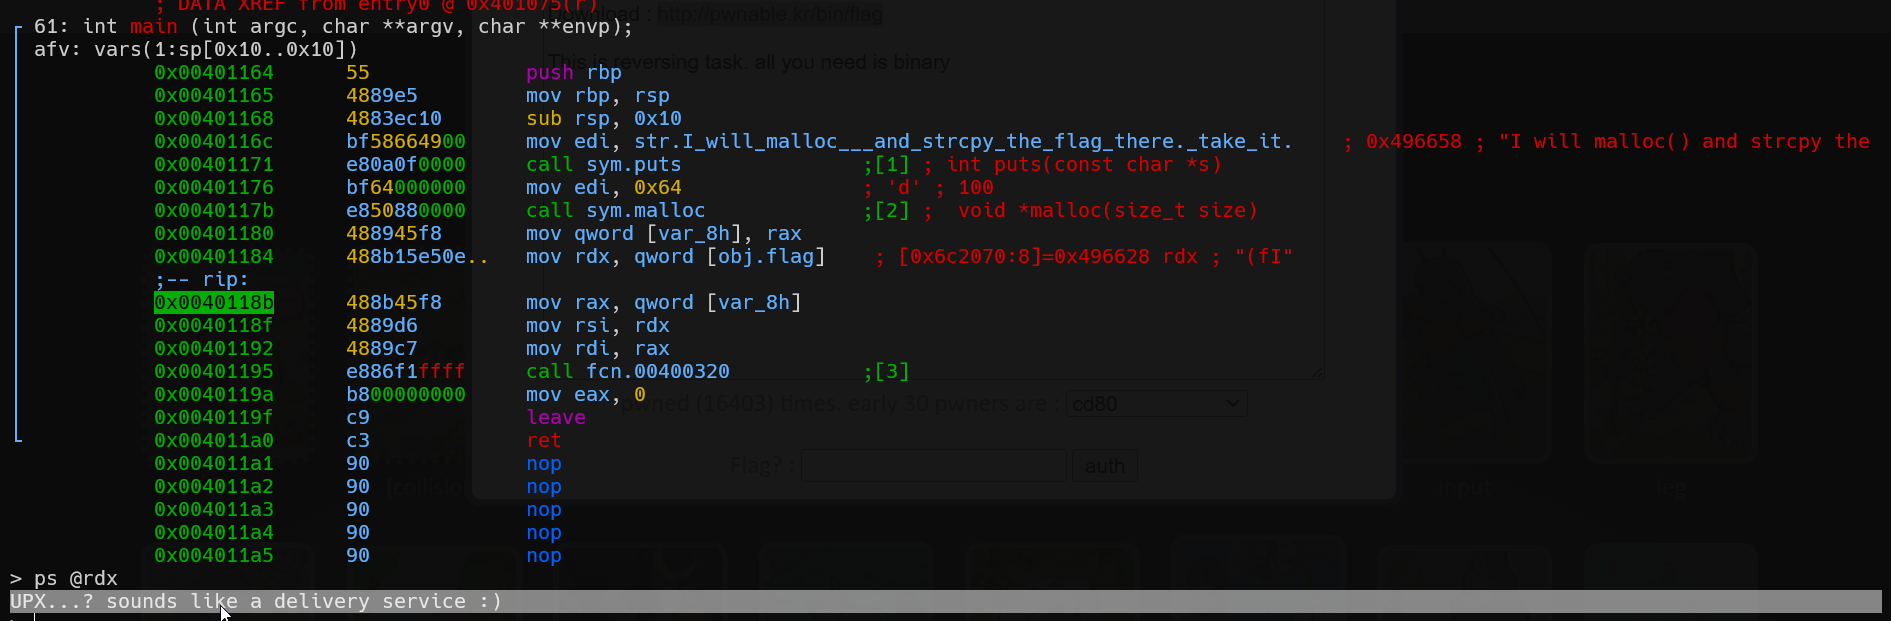 ; DATA XREF from entry0 @ 0x401075(r)
Download : http://pwnable.kr/bin/flag
61: int main (int argc, char **argv, char **envp);
afv: vars(1:sp[0x10..0x10])
This is reversing task. all you need is binary
0x00401164 55 push rbp
0x00401165 4889e5 mov rbp, rsp
0x00401168 4883ec10 sub rsp, 0x10
0x0040116c bf58664900 mov edi, str.I_will_malloc___and_strcpy_the_flag_there._take_it. ; 0x496658 ; "I will malloc() and strcpy the
0x00401171 e80a0f0000 call sym.puts ;[1] ; int puts(const char *s)
0x00401176 bf64000000 mov edi, 0x64 ; 'd' ; 100
0x0040117b e850880000 call sym.malloc ;[2] ;  void *malloc(size_t size)
0x00401180 488945f8 mov qword [var_8h], rax
0x00401184 488b15e50e.. mov rdx, qword [obj.flag] ; [0x6c2070:8]=0x496628 rdx ; "(fI"
;-- rip:
0x0040118b 488b45f8 mov rax, qword [var_8h]
0x0040118f 4889d6 mov rsi, rdx
0x00401192 4889c7 mov rdi, rax
0x00401195 e886f1ffff call fcn.00400320 ;[3]
0x0040119a b800000000 mov eax, 0
pwned (16403) times. early 30 pwners are : cd80
0x0040119f c9 leave
0x004011a0 c3 ret
0x004011a1 90 nop
Flag? : auth
0x004011a2 90 nop
[collision input leg
0x004011a3 90 nop
0x004011a4 90 nop
0x004011a5 90 nop
> ps @rdx
UPX...? sounds like a delivery service :)